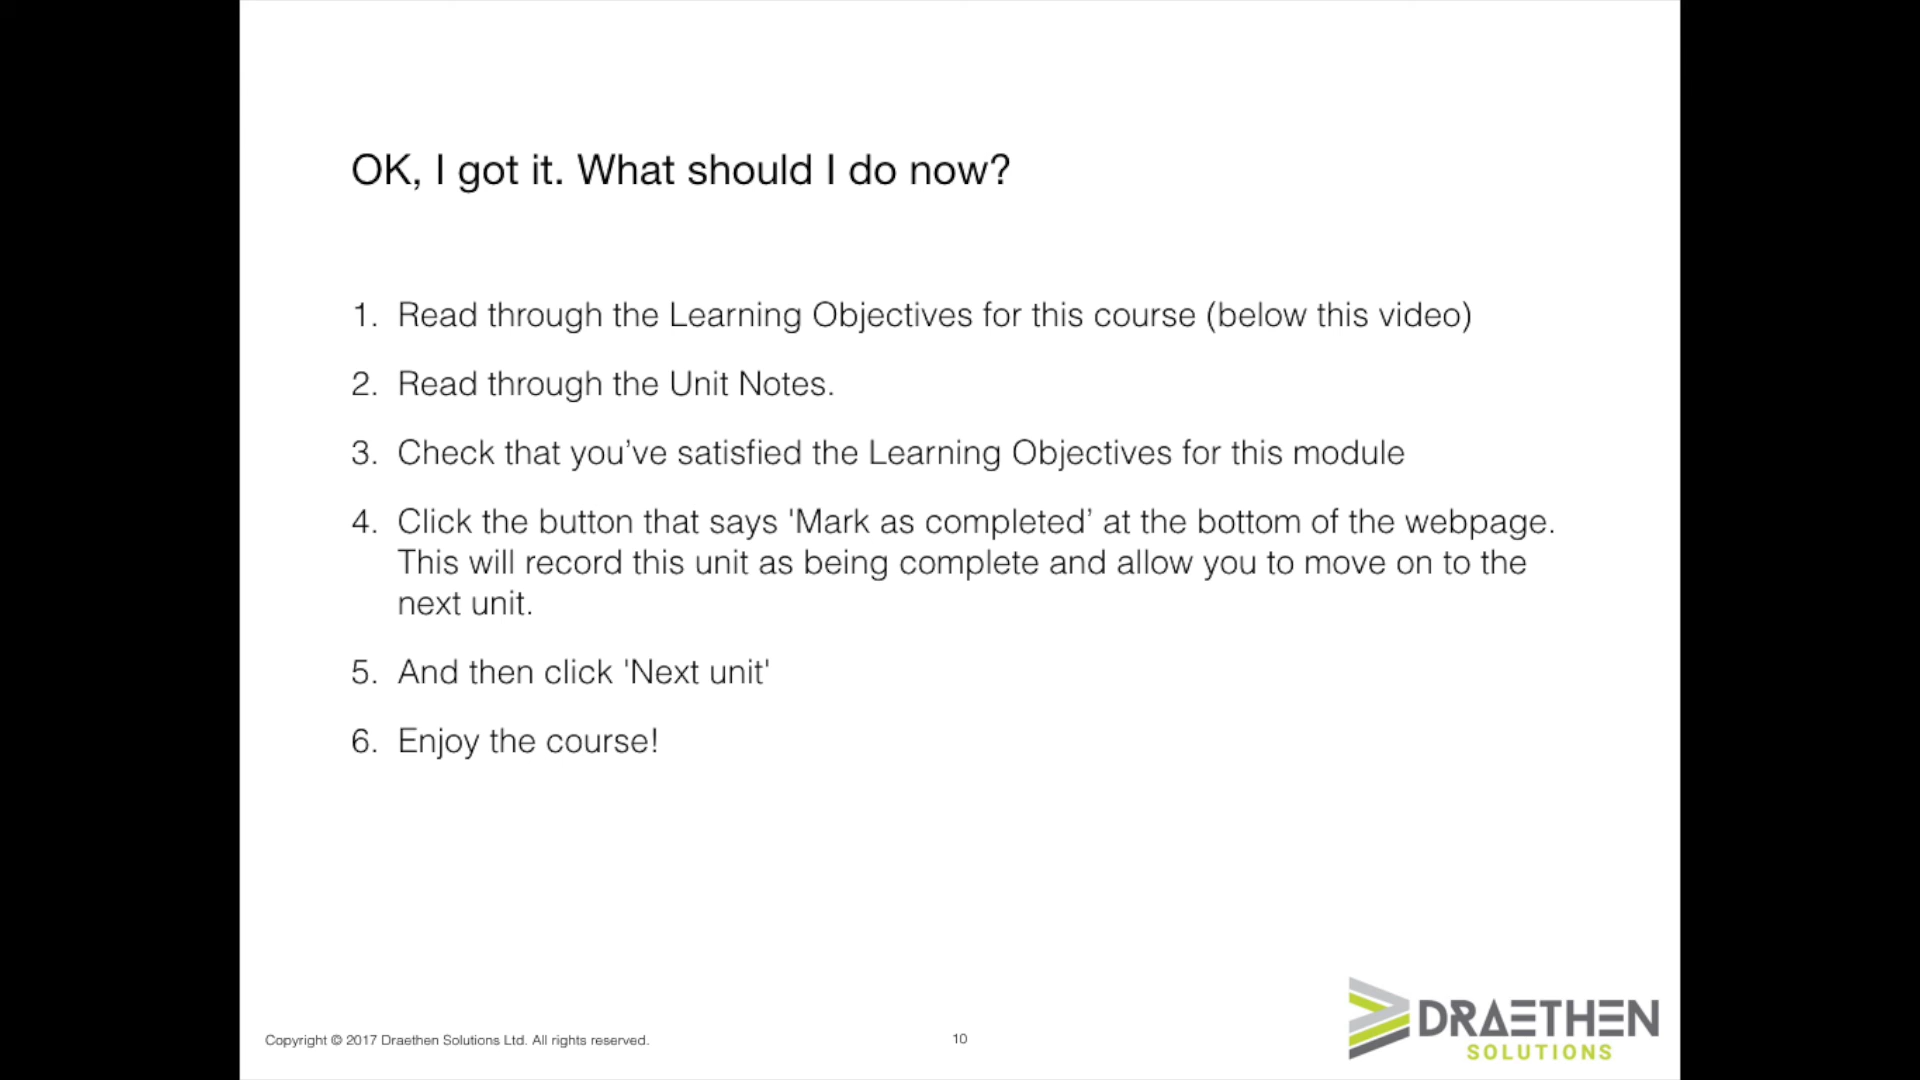 OK, I got it. What should I do now?
1. Read through the Learning Objectives for this course (below this video)
2. Read through the Unit Notes.
3. Check that you’ve satisfied the Learning Objectives for this module
4. Click the button that says 'Mark as completed’ at the bottom of the webpage.
This will record this unit as being complete and allow you to move on to the
next unit.
5. And then click 'Next unit'
6. Enjoy the course!
Copyright © 2017 Draethen Solutions Ltd. All rights reserved.
10
DRAETHEN
SOLUTIONS